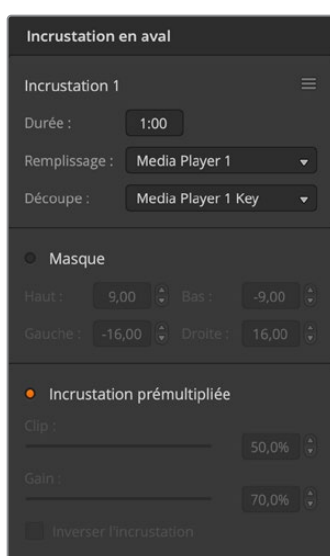 Incrustation en aval
Incrustation 1
Durée : 1:00
Remplissage : Media Player 1
Découpe : Media Player 1 Key
Masque
Haut : 9,00 Bas : -9,00
Gauche : -16,00 Droite : 16,00
Incrustation prémultipliée
Clip :
50,0%
Gain :
70,0%
Inverser l'incrustation